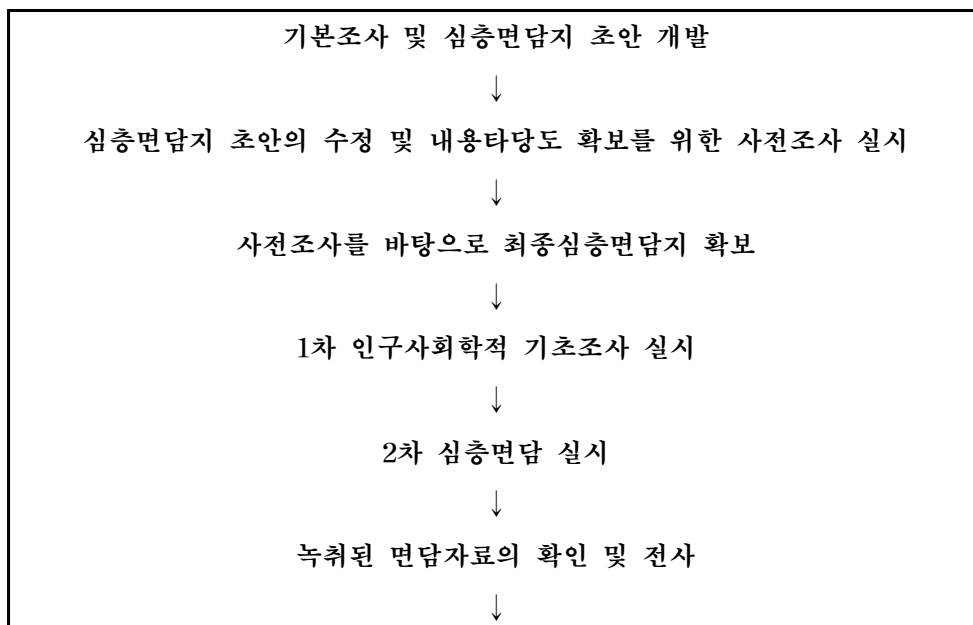 기본조사 및 심층면담지 초안 개발
↓
심층면담지 초안의 수정 및 내용타당도 확보를 위한 사전조사 실시
↓
사전조사를 바탕으로 최종심층면담지 확보
↓
1차 인구사회학적 기초조사 실시
↓
2차 심층면담 실시
↓
녹취된 면담자료의 확인 및 전사
↓